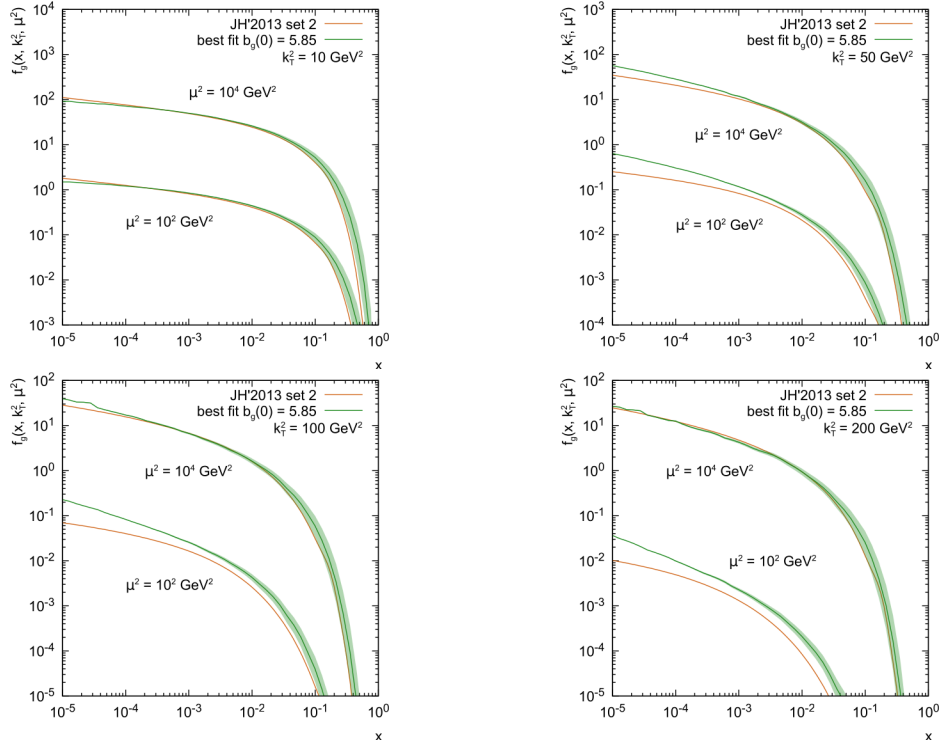 f_g(x, k_T^2, μ^2)
10^4
10^3
10^2
10^1
10^0
10^-1
10^-2
10^-3
JH'2013 set 2
best fit b_g(0) = 5.85
k_T^2 = 10 GeV^2
μ^2 = 10^4 GeV^2
μ^2 = 10^2 GeV^2
10^-5 10^-4 10^-3 10^-2 10^-1 10^0
x
f_g(x, k_T^2, μ^2)
10^3
10^2
10^1
10^0
10^-1
10^-2
10^-3
10^-4
JH'2013 set 2
best fit b_g(0) = 5.85
k_T^2 = 50 GeV^2
μ^2 = 10^4 GeV^2
μ^2 = 10^2 GeV^2
10^-5 10^-4 10^-3 10^-2 10^-1 10^0
x
f_g(x, k_T^2, μ^2)
10^2
10^1
10^0
10^-1
10^-2
10^-3
10^-4
10^-5
JH'2013 set 2
best fit b_g(0) = 5.85
k_T^2 = 100 GeV^2
μ^2 = 10^4 GeV^2
μ^2 = 10^2 GeV^2
10^-5 10^-4 10^-3 10^-2 10^-1 10^0
x
f_g(x, k_T^2, μ^2)
10^2
10^1
10^0
10^-1
10^-2
10^-3
10^-4
10^-5
JH'2013 set 2
best fit b_g(0) = 5.85
k_T^2 = 200 GeV^2
μ^2 = 10^4 GeV^2
μ^2 = 10^2 GeV^2
10^-5 10^-4 10^-3 10^-2 10^-1 10^0
x